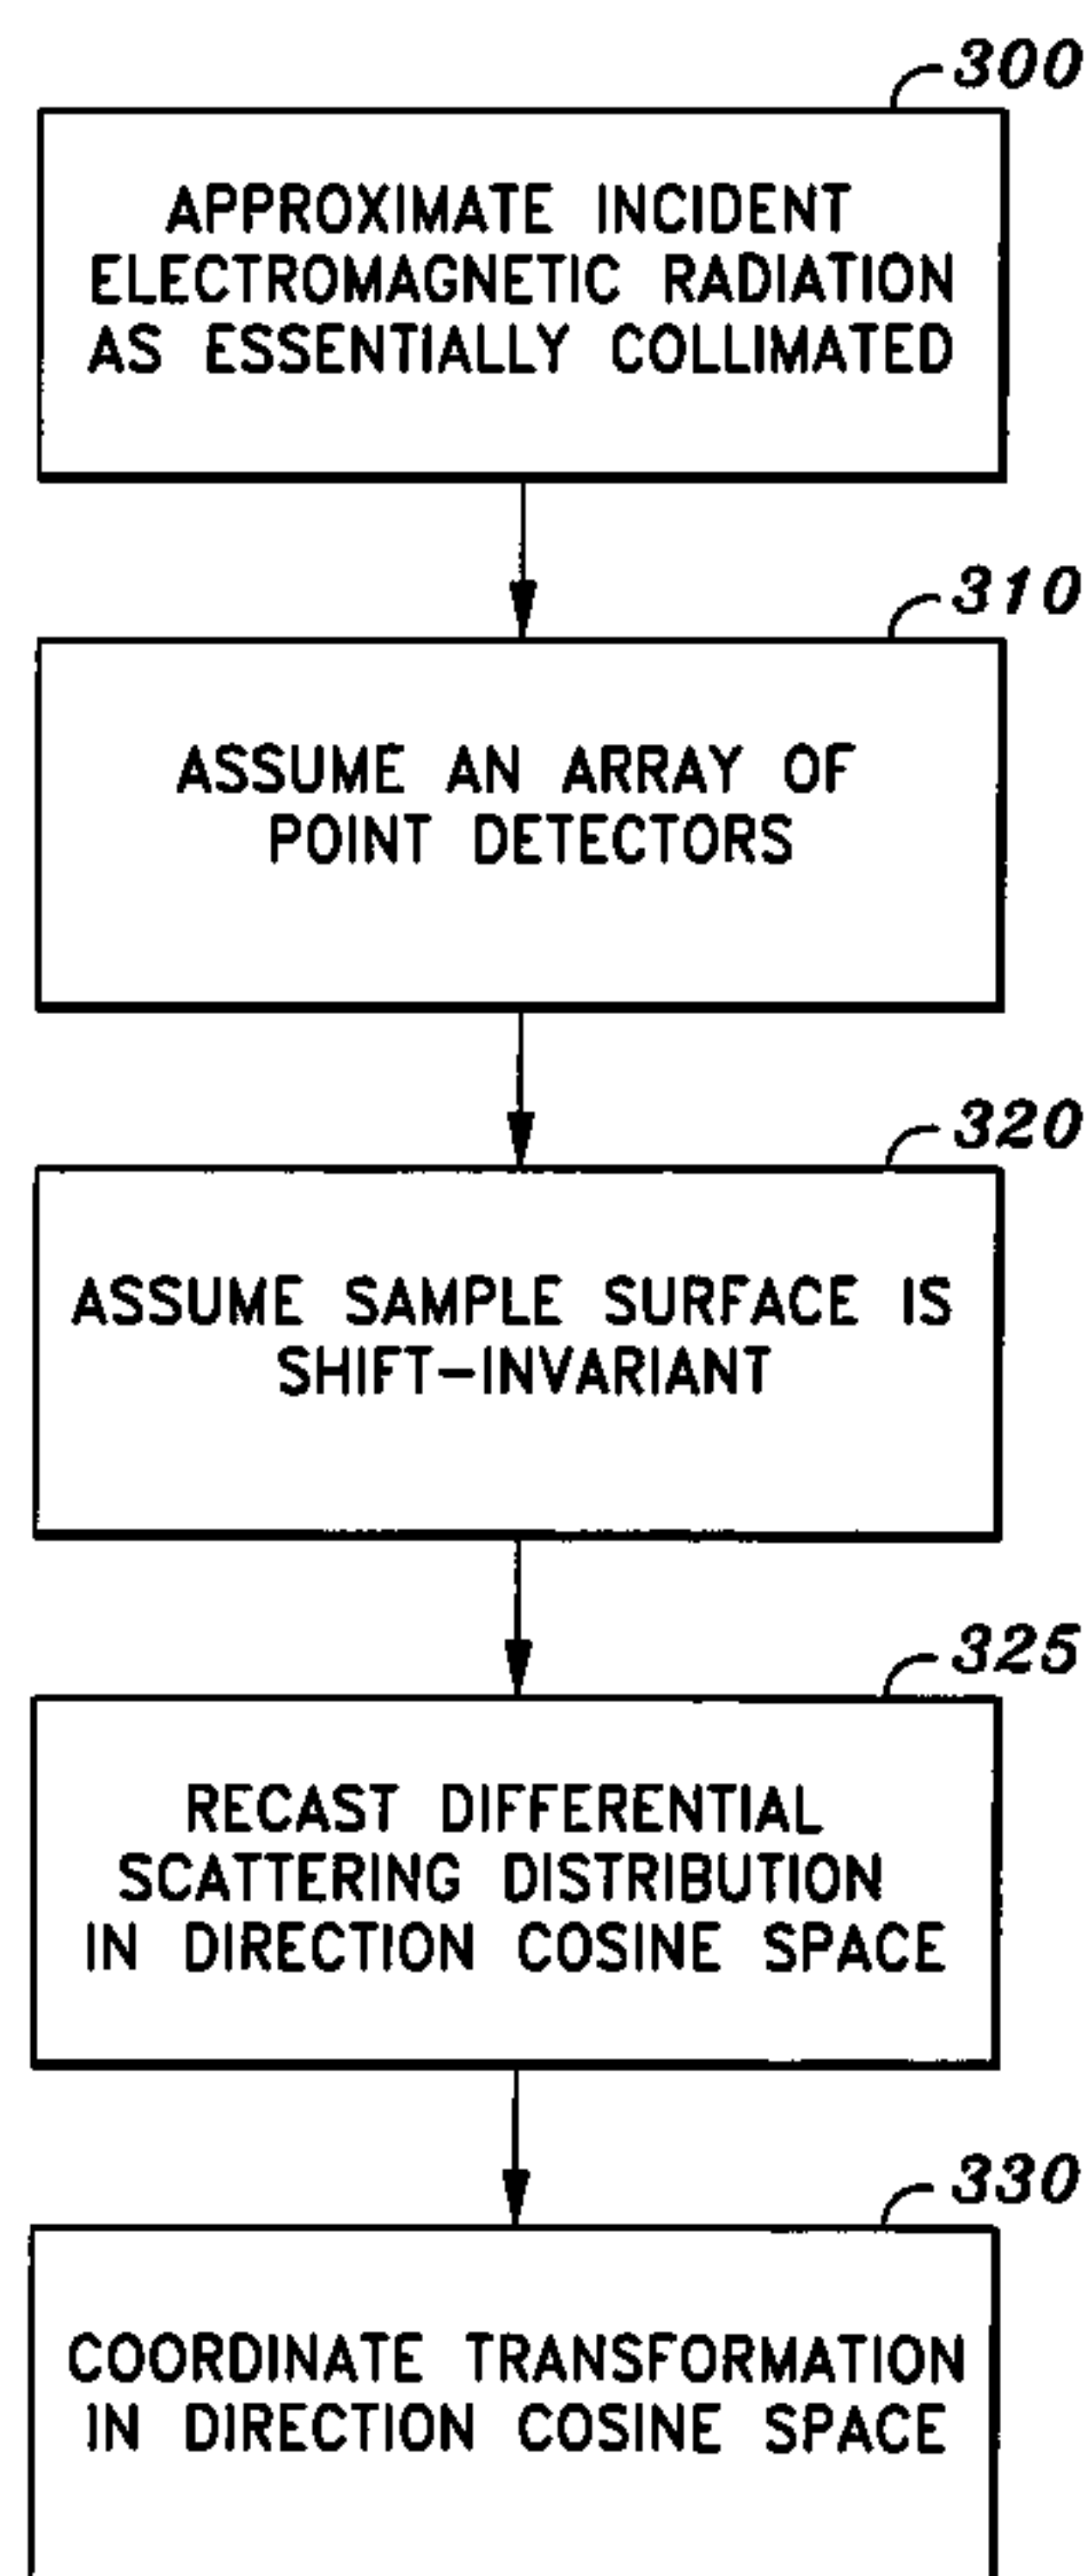 300
APPROXIMATE INCIDENT
ELECTROMAGNETIC RADIATION
AS ESSENTIALLY COLLIMATED
310
ASSUME AN ARRAY OF
POINT DETECTORS
320
ASSUME SAMPLE SURFACE IS
SHIFT-INVARIANT
325
RECAST DIFFERENTIAL
SCATTERING DISTRIBUTION
IN DIRECTION COSINE SPACE
330
COORDINATE TRANSFORMATION
IN DIRECTION COSINE SPACE